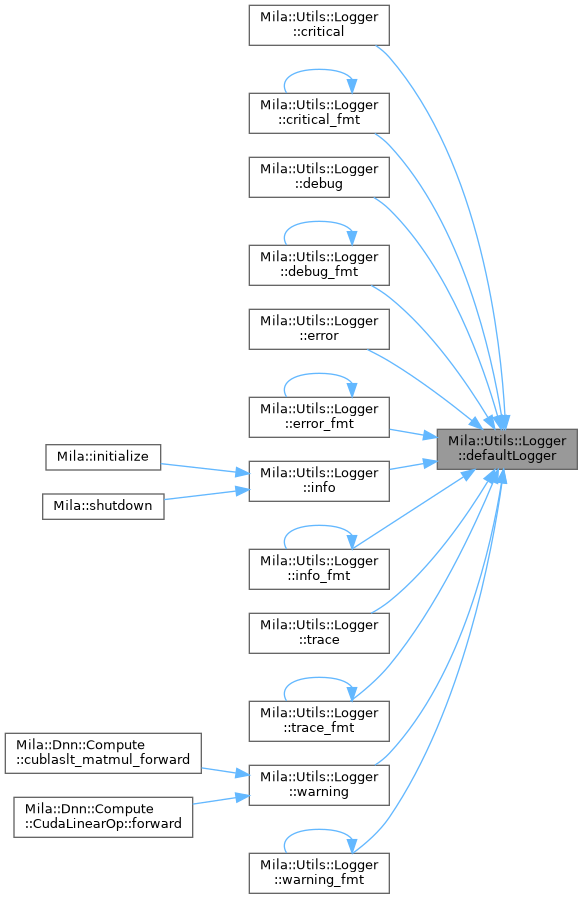 Mila::Utils::Logger
::critical
Mila::Utils::Logger
::critical_fmt
Mila::Utils::Logger
::debug
Mila::Utils::Logger
::debug_fmt
Mila::Utils::Logger
::error
Mila::Utils::Logger
::error_fmt
Mila::Utils::Logger
::defaultLogger
Mila::initialize
Mila::Utils::Logger
::info
Mila::shutdown
Mila::Utils::Logger
::info_fmt
Mila::Utils::Logger
::trace
Mila::Utils::Logger
::trace_fmt
Mila::Dnn::Compute
::cublaslt_matmul_forward
Mila::Utils::Logger
::warning
Mila::Dnn::Compute
::CudaLinearOp::forward
Mila::Utils::Logger
::warning_fmt